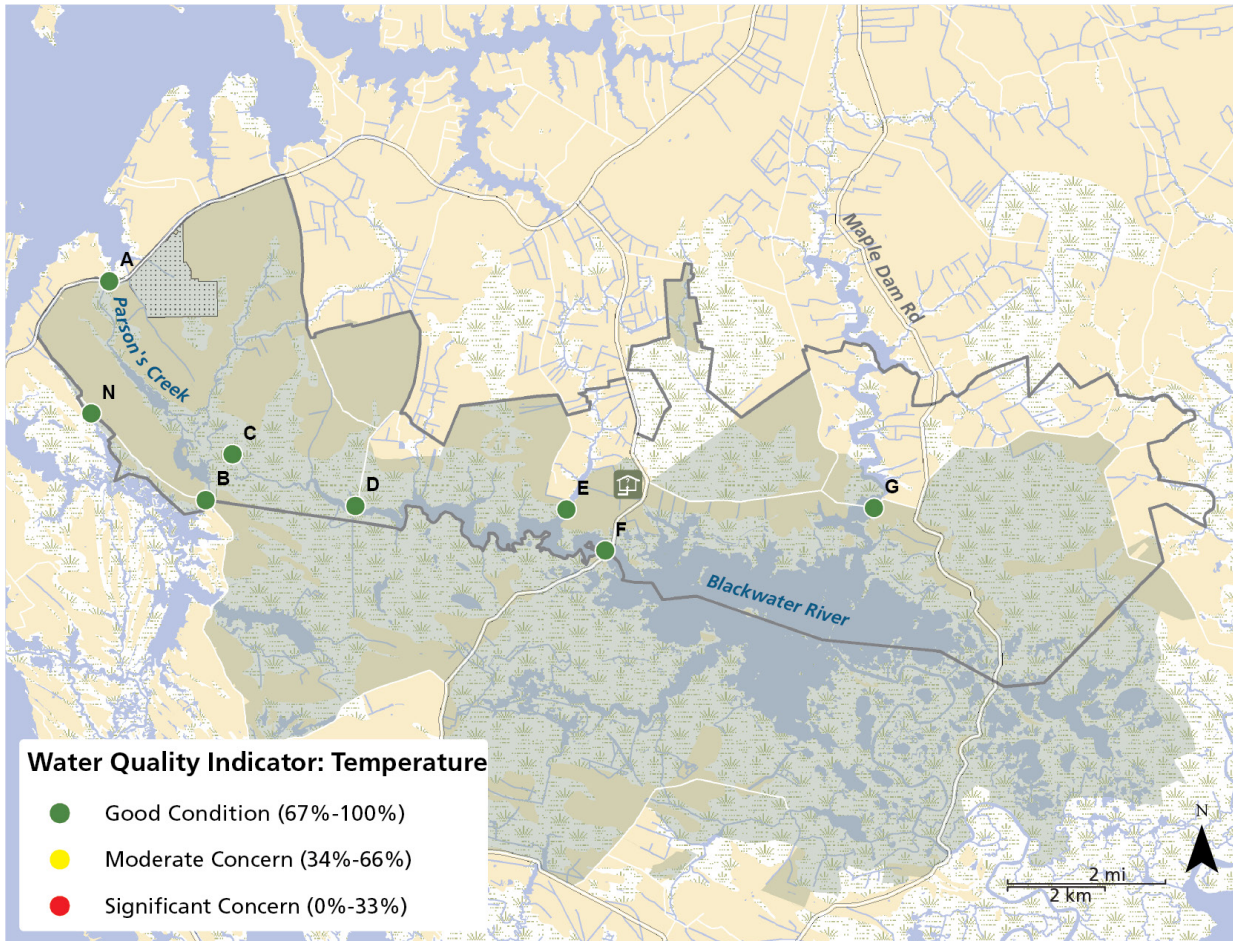 Maple Dam Rd
A
Parson's Creek
N
C
B
D
E
G
F
Blackwater River
Water Quality Indicator: Temperature
Good Condition (67%-100%)
Moderate Concern (34%-66%)
Significant Concern (0%-33%)
N
2 mi
2 km